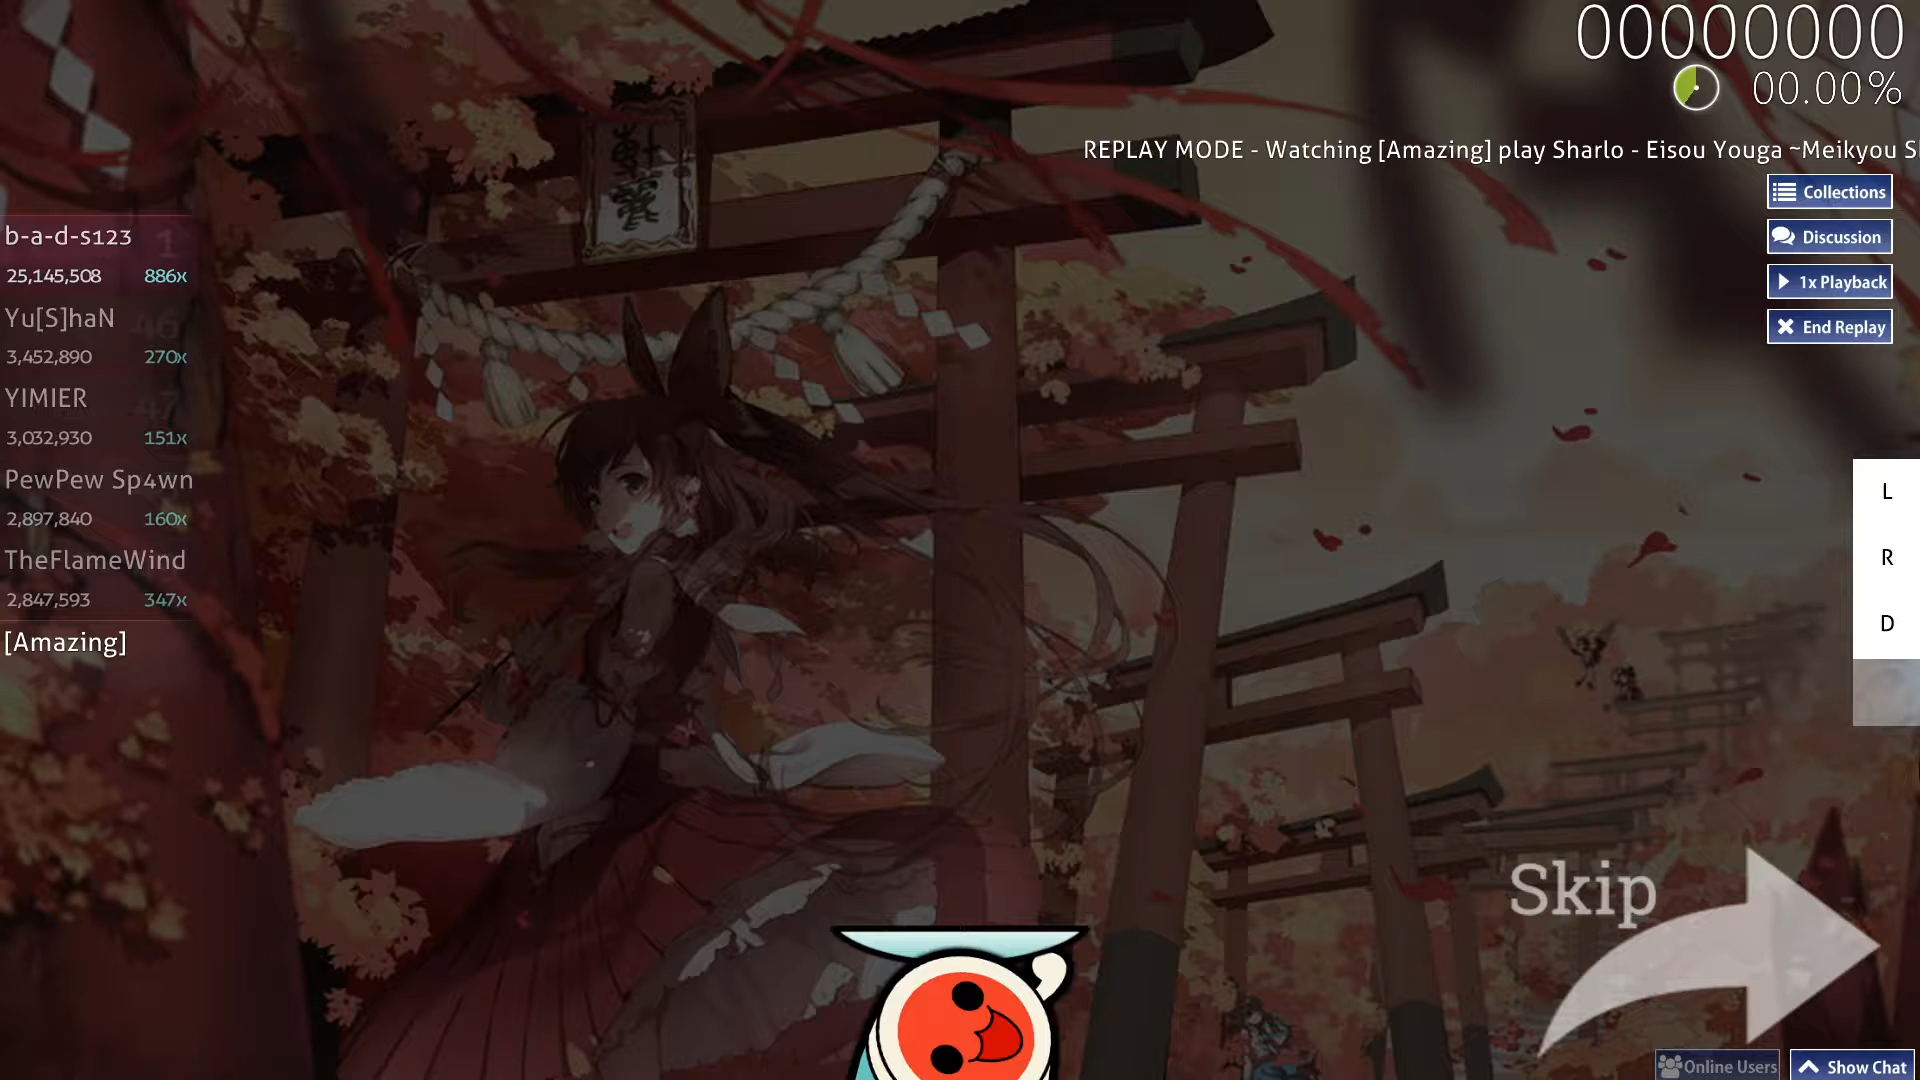 00000000
00.00%
REPLAY MODE - Watching [Amazing] play Sharlo - Eisou Youga ~Meikyou S
Collections
Discussion
1x Playback
End Replay
b-a-d-s123
1
25,145,508 886x
Yu[S]haN
46
3,452,890 270x
YIMIER
47
3,032,930 151x
PewPew Sp4wn
2,897,840 160x
TheFlameWind
2,847,593 347x
[Amazing]
L
R
D
Skip
Online Users
Show Chat